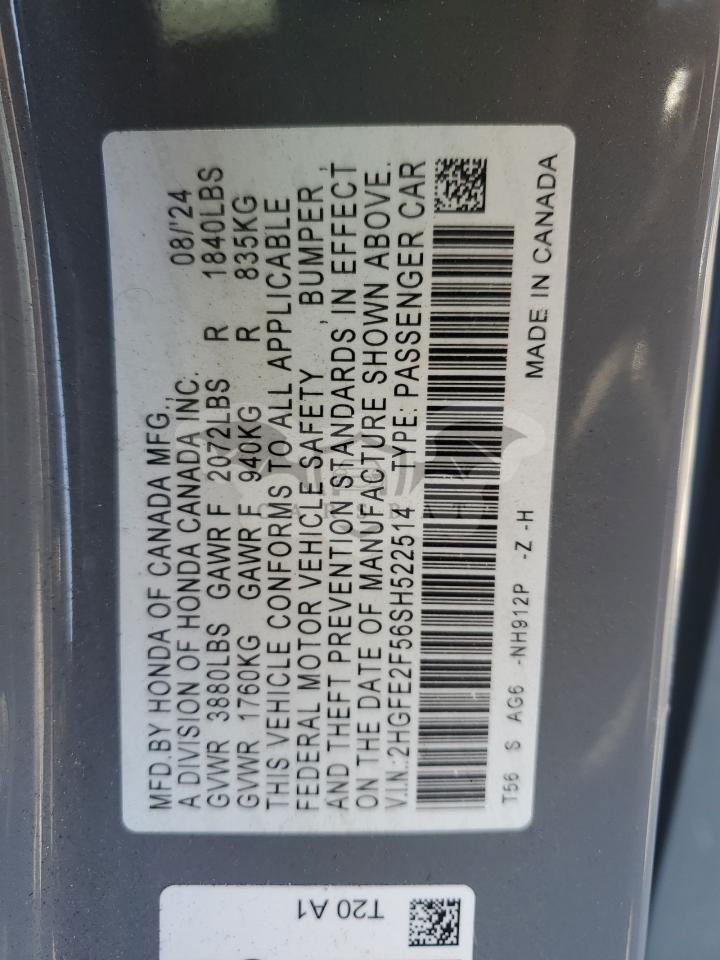 MFD.BY HONDA OF CANADA MFG., 08/'24
A DIVISION OF HONDA CANADA INC.
GVWR 3880LBS GAWR F 2072LBS R 1840LBS
GVWR 1760KG GAWR F 940KG R 835KG
THIS VEHICLE CONFORMS TO ALL APPLICABLE
FEDERAL MOTOR VEHICLE SAFETY , BUMPER ,
AND THEFT PREVENTION STANDARDS IN EFFECT
ON THE DATE OF MANUFACTURE SHOWN ABOVE.
V.I.N.:2HGFE2F56SH522514 TYPE: PASSENGER CAR
T56 S AG6 -NH912P -Z -H MADE IN CANADA
T20 A1